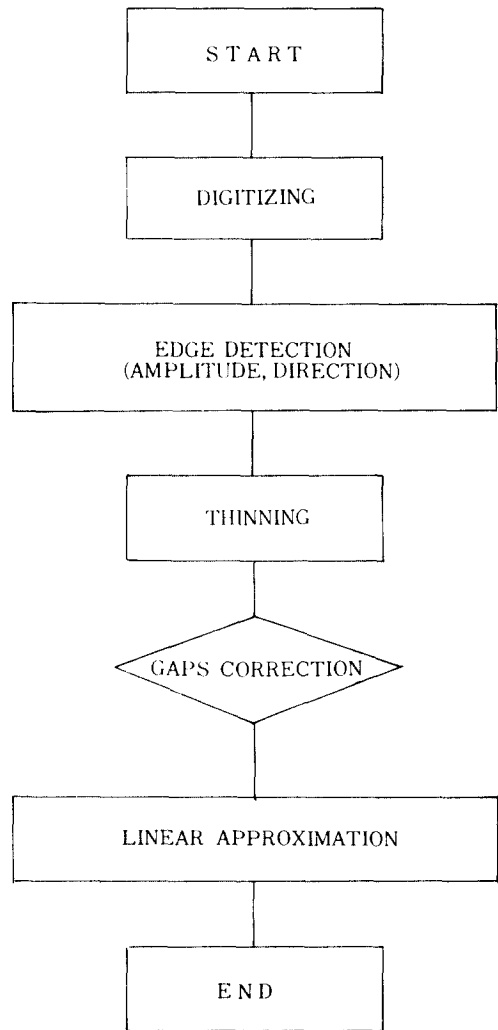 START
DIGITIZING
EDGE DETECTION
(AMPLITUDE, DIRECTION)
THINNING
GAPS CORRECTION
LINEAR APPROXIMATION
END